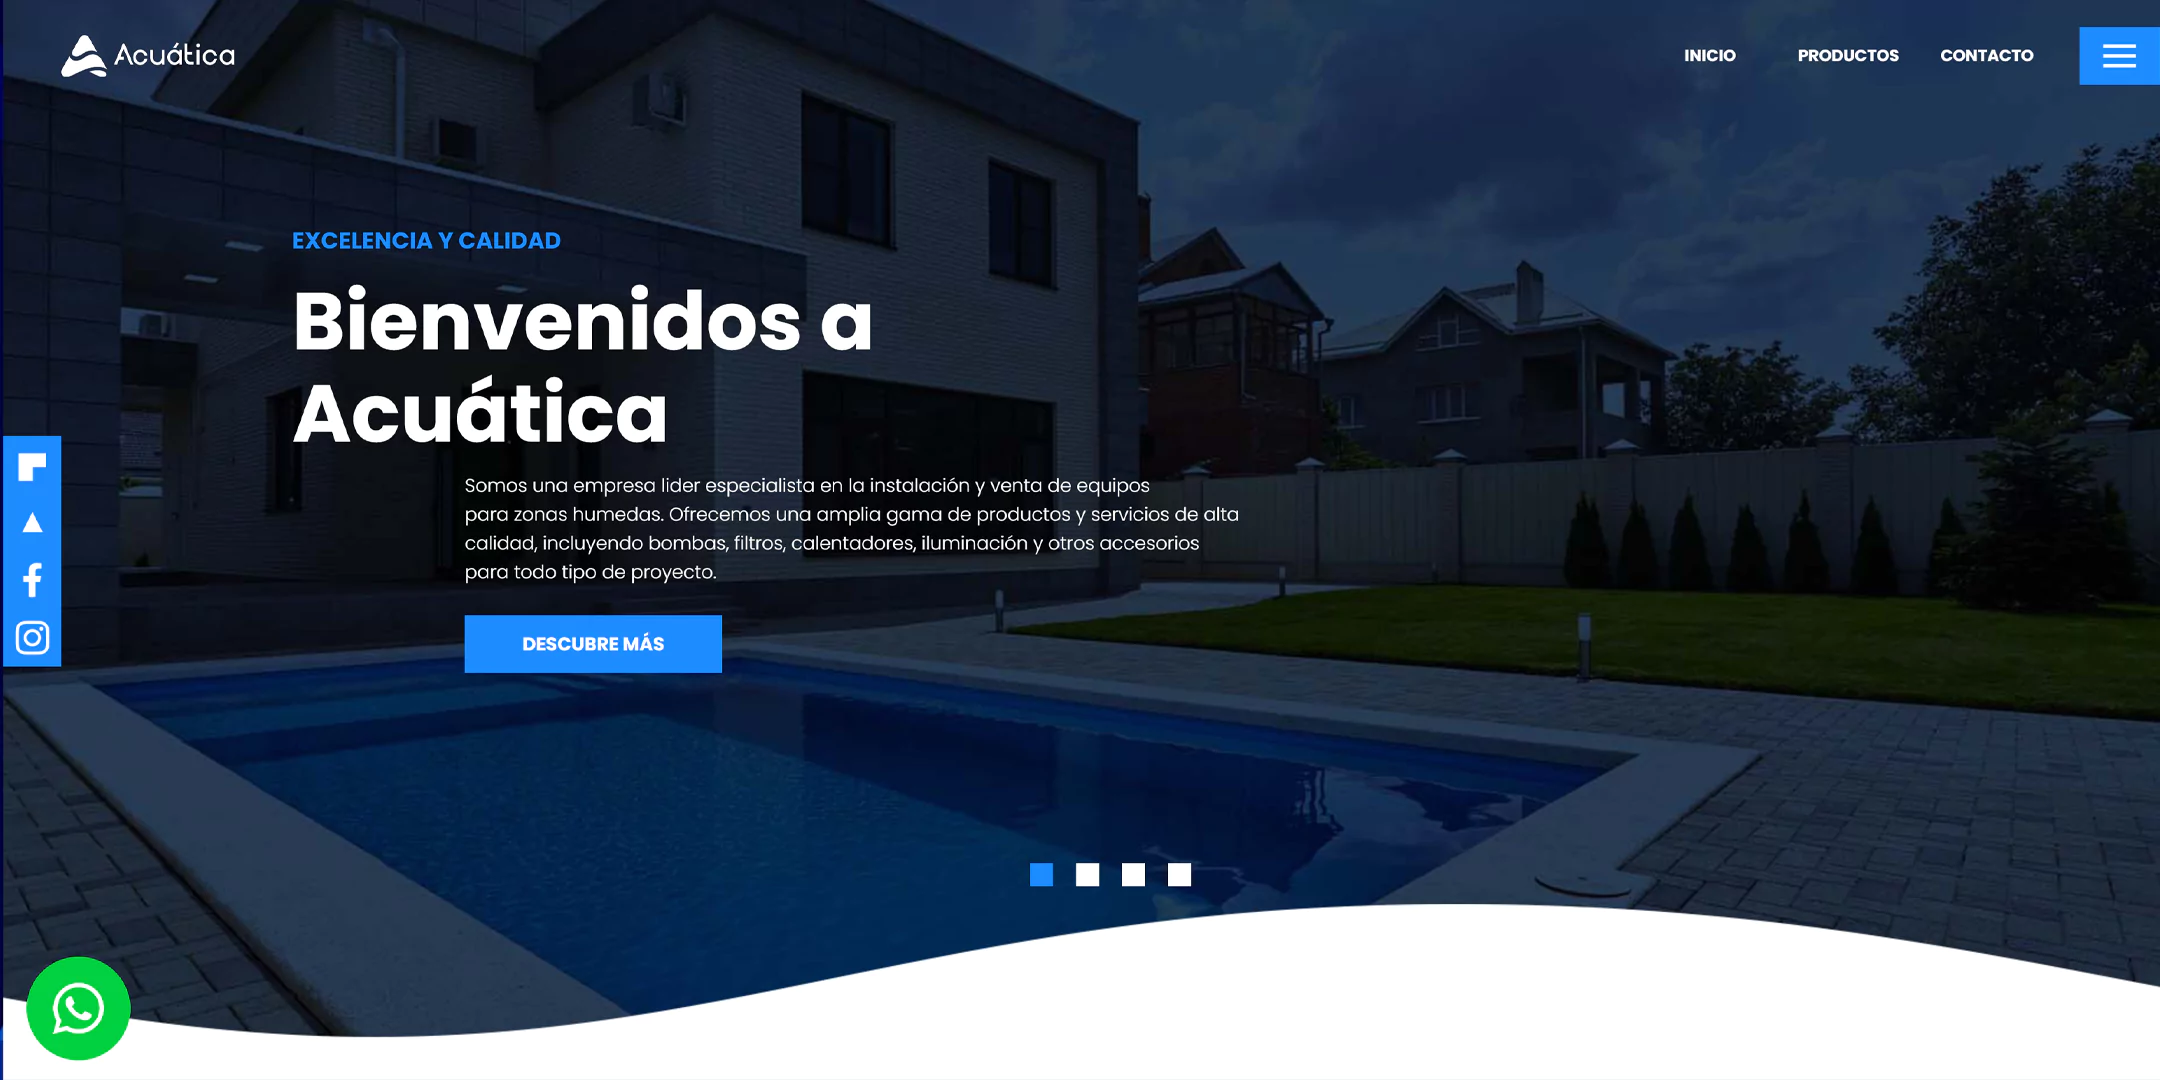 Acuática
INICIO
PRODUCTOS
CONTACTO
EXCELENCIA Y CALIDAD
Bienvenidos a
Acuática
Somos una empresa lider especialista en la instalación y venta de equipos
para zonas humedas. Ofrecemos una amplia gama de productos y servicios de alta
calidad, incluyendo bombas, filtros, calentadores, iluminación y otros accesorios
para todo tipo de proyecto.
DESCUBRE MÁS